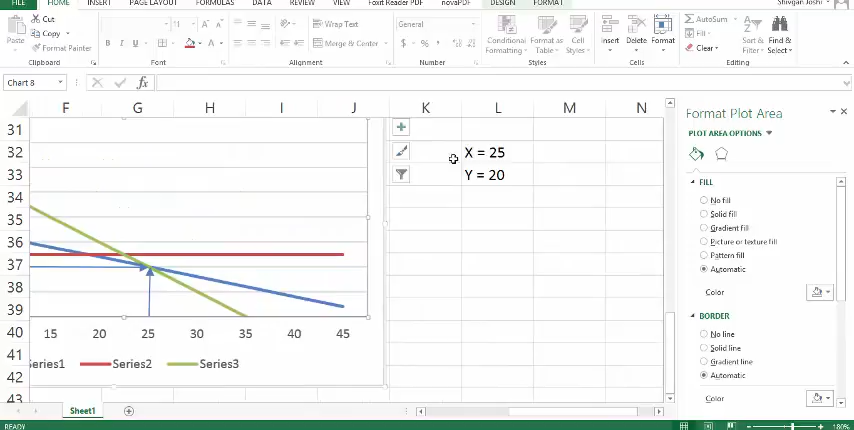 FILE HOME INSERT PAGE LAYOUT FORMULAS DATA REVIEW VIEW Foxit Reader PDF novaPDF DESIGN FORMAT Shivgan Joshi
Cut
Copy
Format Painter
Paste
11
Wrap Text
Merge & Center
General
Conditional Formatting
Format as Table
Cell Styles
Insert Delete Format
AutoSum
Fill
Clear
Sort & Filter
Find & Select
Clipboard Font Alignment Number Styles Cells Editing
Chart 8
fx
F G H I J K L M N
31
32 X = 25
33 Y = 20
34
35
36
37
38
39
40
41
42
43
15 20 25 30 35 40 45
Series1 Series2 Series3
Format Plot Area
PLOT AREA OPTIONS
FILL
No fill
Solid fill
Gradient fill
Picture or texture fill
Pattern fill
Automatic
Color
BORDER
No line
Solid line
Gradient line
Automatic
Color
Sheet1
READY
180%